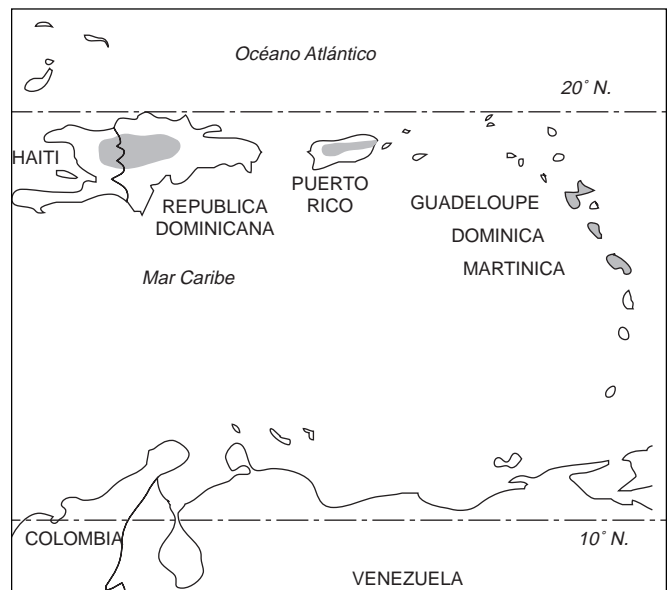 Océano Atlántico
20˚ N.
HAITI
PUERTO
RICO
REPUBLICA
DOMINICANA
GUADELOUPE
DOMINICA
MARTINICA
Mar Caribe
COLOMBIA
10˚ N.
VENEZUELA